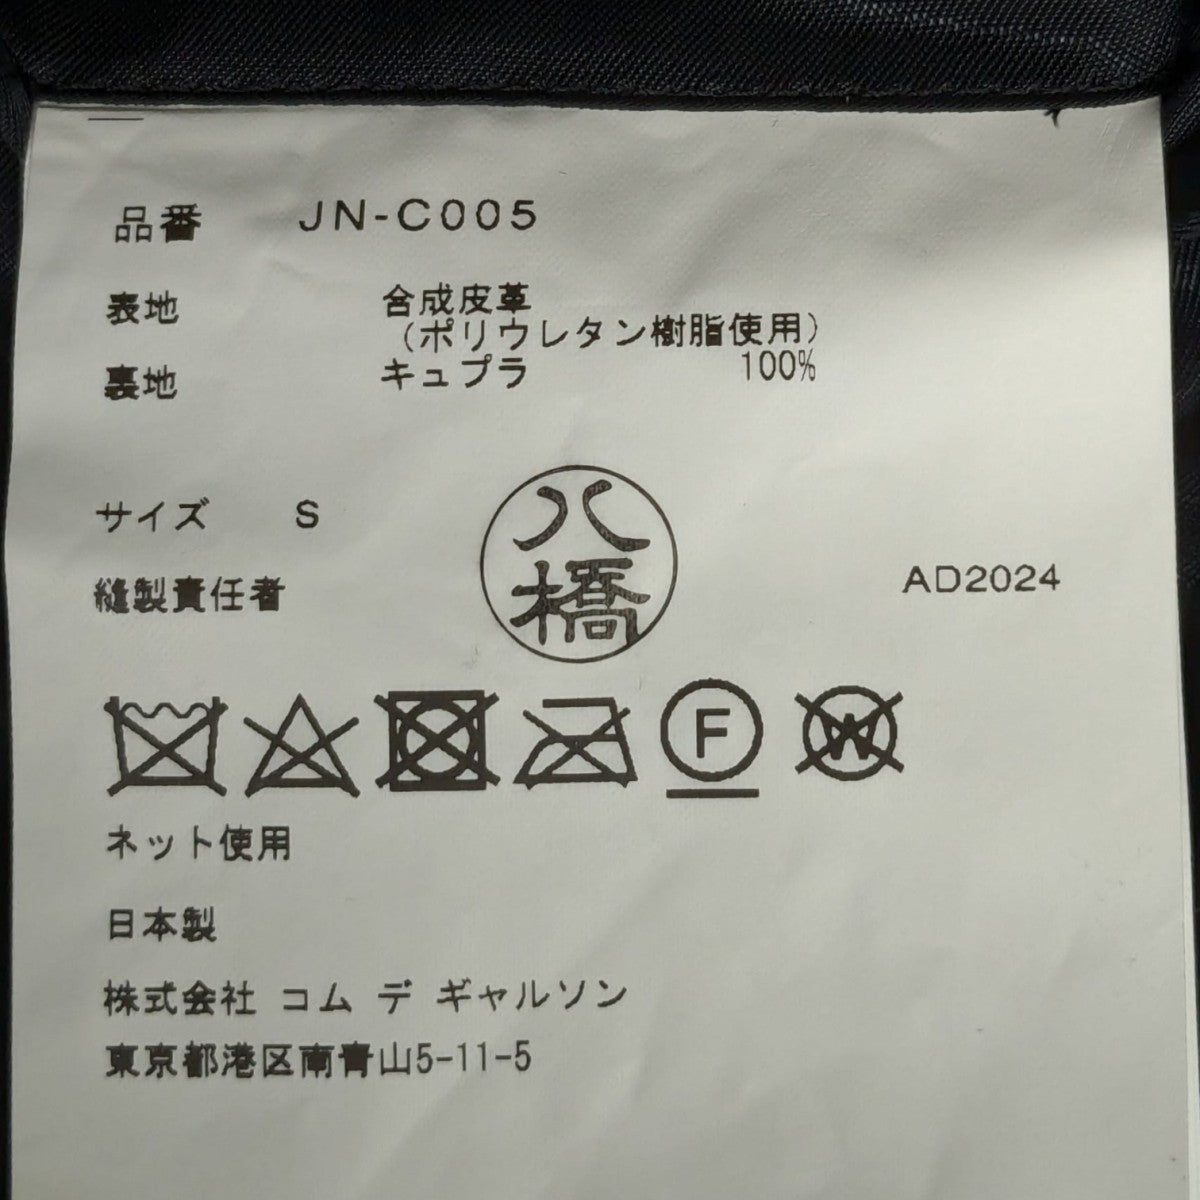 品番 JN-C005
表地 合成皮革
(ポリウレタン樹脂使用)
裏地 キュプラ 100%
サイズ S
八橋
縫製責任者 AD2024
F W
ネット使用
日本製
株式会社 コム デ ギャルソン
東京都港区南青山5-11-5